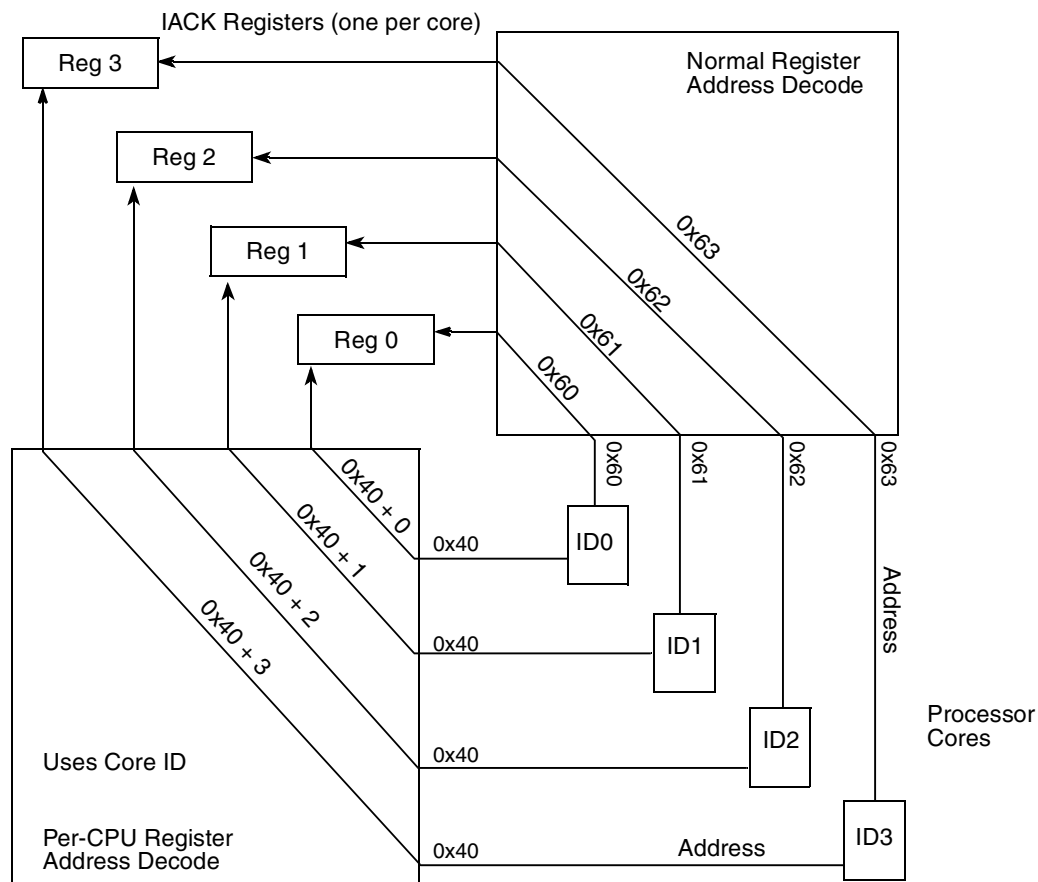 IACK Registers (one per core)
Reg 3
Normal Register
Address Decode
Reg 2
Reg 1
Reg 0
0x63
0x62
0x61
0x60
0x60
0x61
0x62
0x63
0x40 + 0
0x40 + 1
0x40 + 2
0x40 + 3
0x40
ID0
0x40
ID1
Address
0x40
ID2
Processor
Cores
Uses Core ID
Per-CPU Register
Address Decode
0x40
Address
ID3